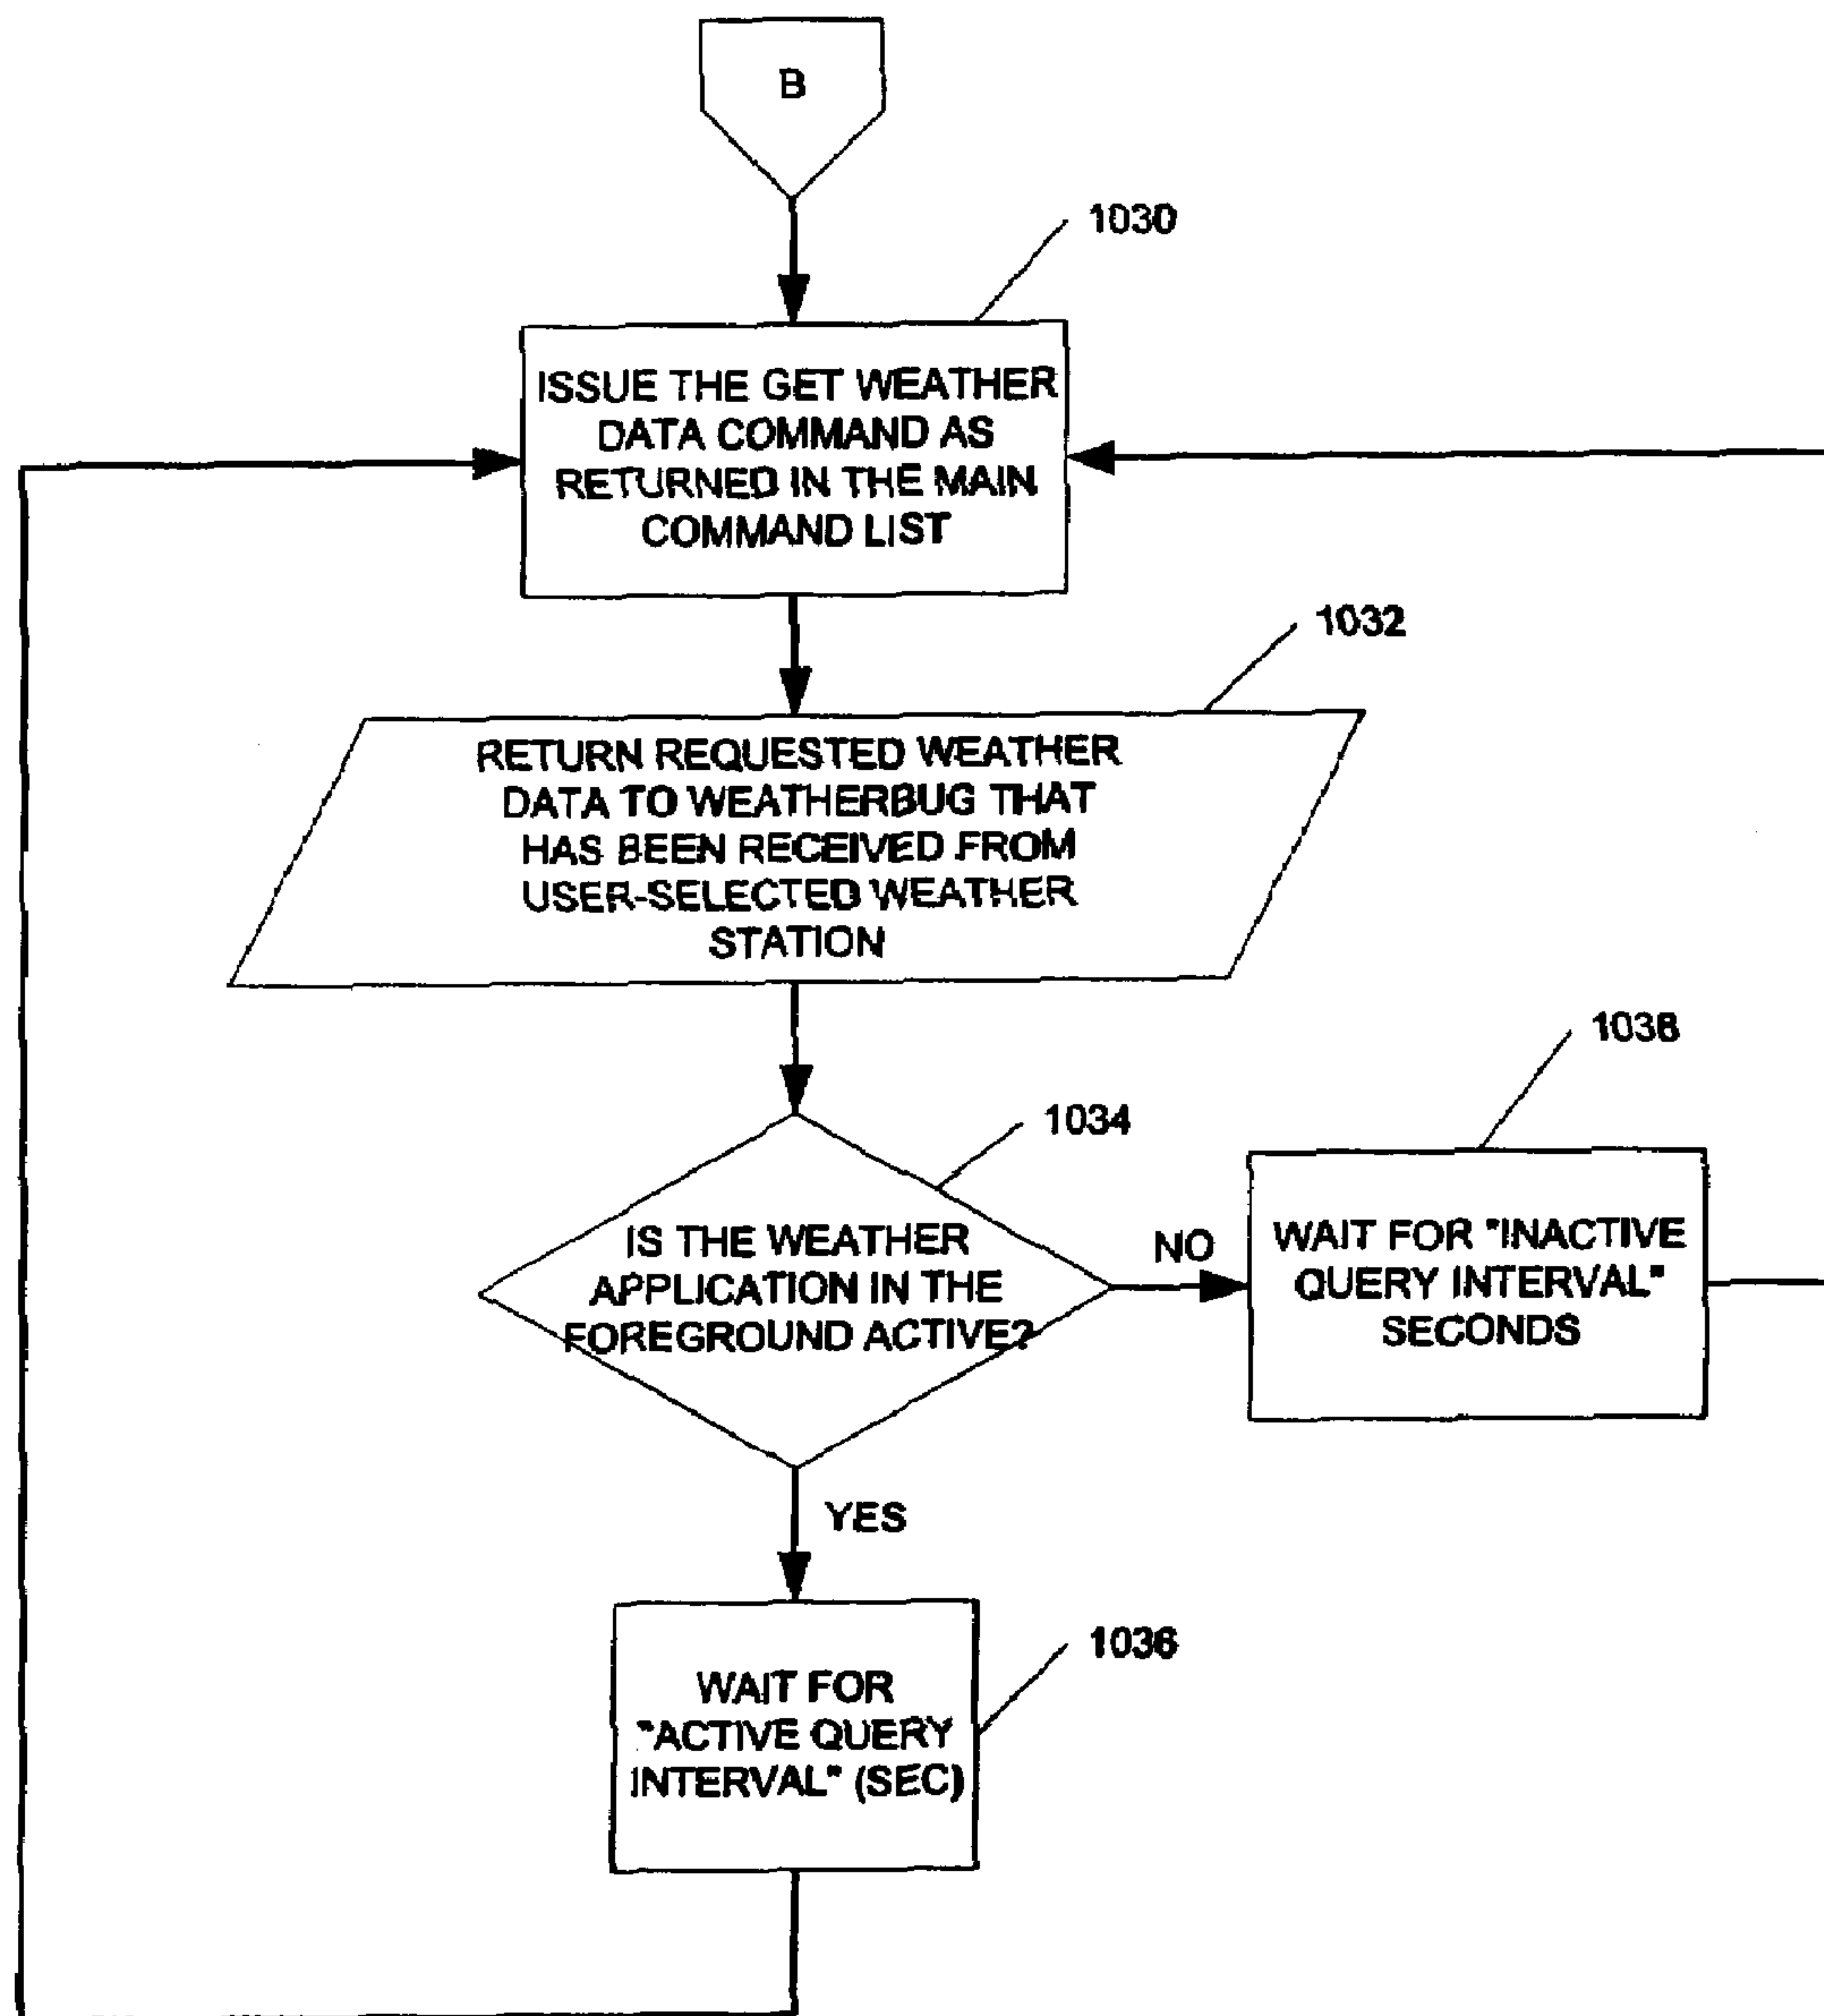 B
1030
ISSUE THE GET WEATHER
DATA COMMAND AS
RETURNED IN THE MAIN
COMMAND LIST
1032
RETURN REQUESTED WEATHER
DATA TO WEATHERBUG THAT
HAS BEEN RECEIVED FROM
USER-SELECTED WEATHER
STATION
1034
IS THE WEATHER
APPLICATION IN THE
FOREGROUND ACTIVE?
NO
1038
WAIT FOR "INACTIVE
QUERY INTERVAL"
SECONDS
YES
1036
WAIT FOR
"ACTIVE QUERY
INTERVAL" (SEC)